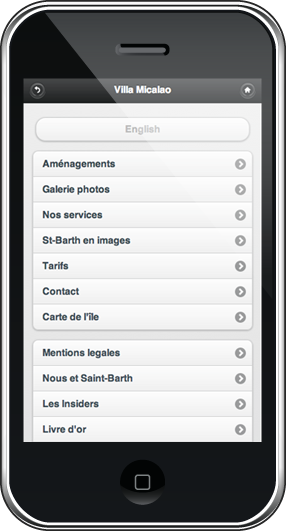 Villa Micalao
English
Aménagements
Galerie photos
Nos services
St-Barth en images
Tarifs
Contact
Carte de l'île
Mentions legales
Nous et Saint-Barth
Les Insiders
Livre d'or